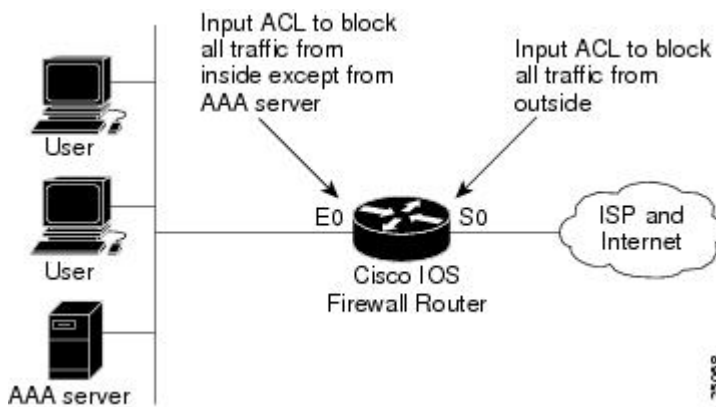 Input ACL to block
all traffic from
inside except from
AAA server
Input ACL to block
all traffic from
outside
User
User
AAA server
E0
S0
Cisco IOS
Firewall Router
ISP and
Internet